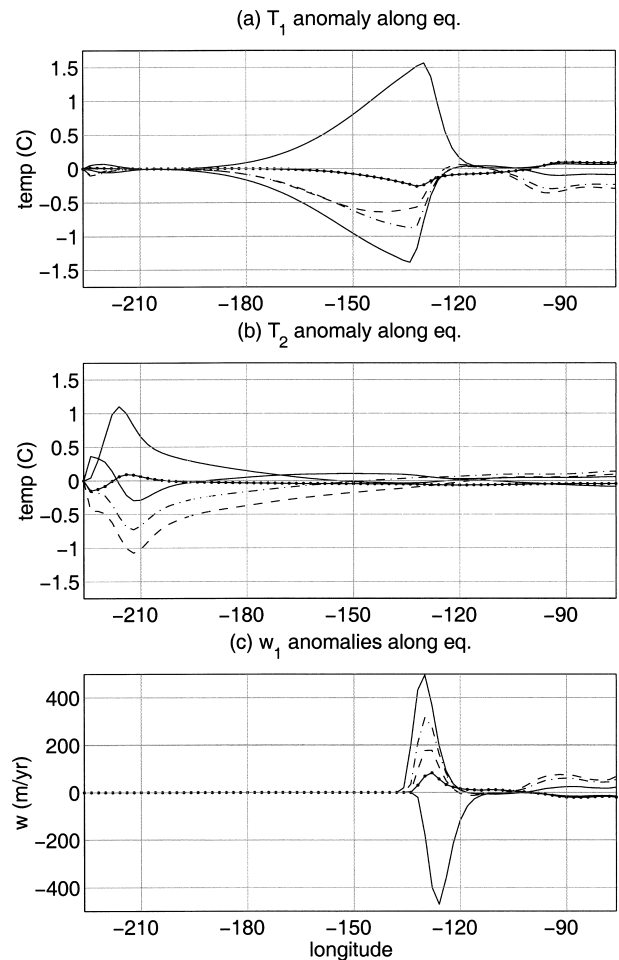 (a) T1 anomaly along eq.
1.5
1
0.5
0
−0.5
−1
−1.5
temp (C)
−210 −180 −150 −120 −90
(b) T2 anomaly along eq.
1.5
1
0.5
0
−0.5
−1
−1.5
temp (C)
−210 −180 −150 −120 −90
(c) w1 anomalies along eq.
400
200
0
−200
−400
w (m/yr)
−210 −180 −150 −120 −90
longitude